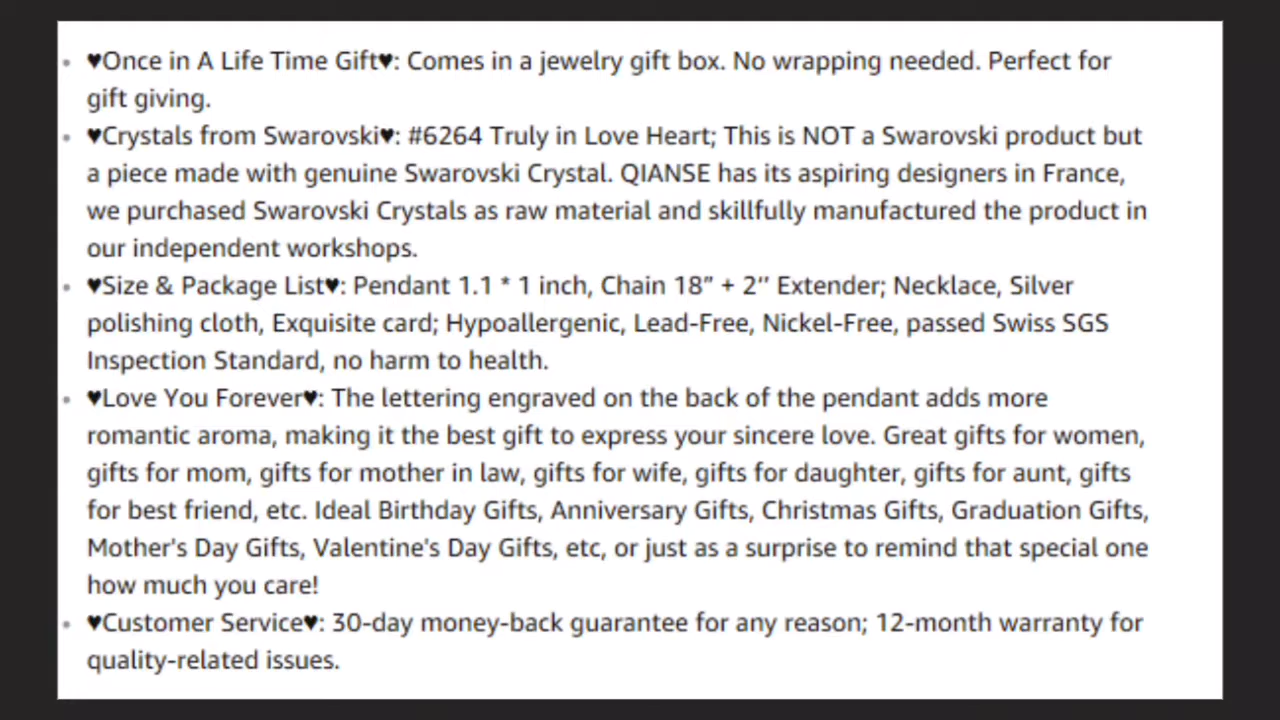 ♥Once in A Life Time Gift♥: Comes in a jewelry gift box. No wrapping needed. Perfect for
gift giving.
♥Crystals from Swarovski♥: #6264 Truly in Love Heart; This is NOT a Swarovski product but
a piece made with genuine Swarovski Crystal. QIANSE has its aspiring designers in France,
we purchased Swarovski Crystals as raw material and skillfully manufactured the product in
our independent workshops.
♥Size & Package List♥: Pendant 1.1 * 1 inch, Chain 18” + 2’’ Extender; Necklace, Silver
polishing cloth, Exquisite card; Hypoallergenic, Lead-Free, Nickel-Free, passed Swiss SGS
Inspection Standard, no harm to health.
♥Love You Forever♥: The lettering engraved on the back of the pendant adds more
romantic aroma, making it the best gift to express your sincere love. Great gifts for women,
gifts for mom, gifts for mother in law, gifts for wife, gifts for daughter, gifts for aunt, gifts
for best friend, etc. Ideal Birthday Gifts, Anniversary Gifts, Christmas Gifts, Graduation Gifts,
Mother's Day Gifts, Valentine's Day Gifts, etc, or just as a surprise to remind that special one
how much you care!
♥Customer Service♥: 30-day money-back guarantee for any reason; 12-month warranty for
quality-related issues.